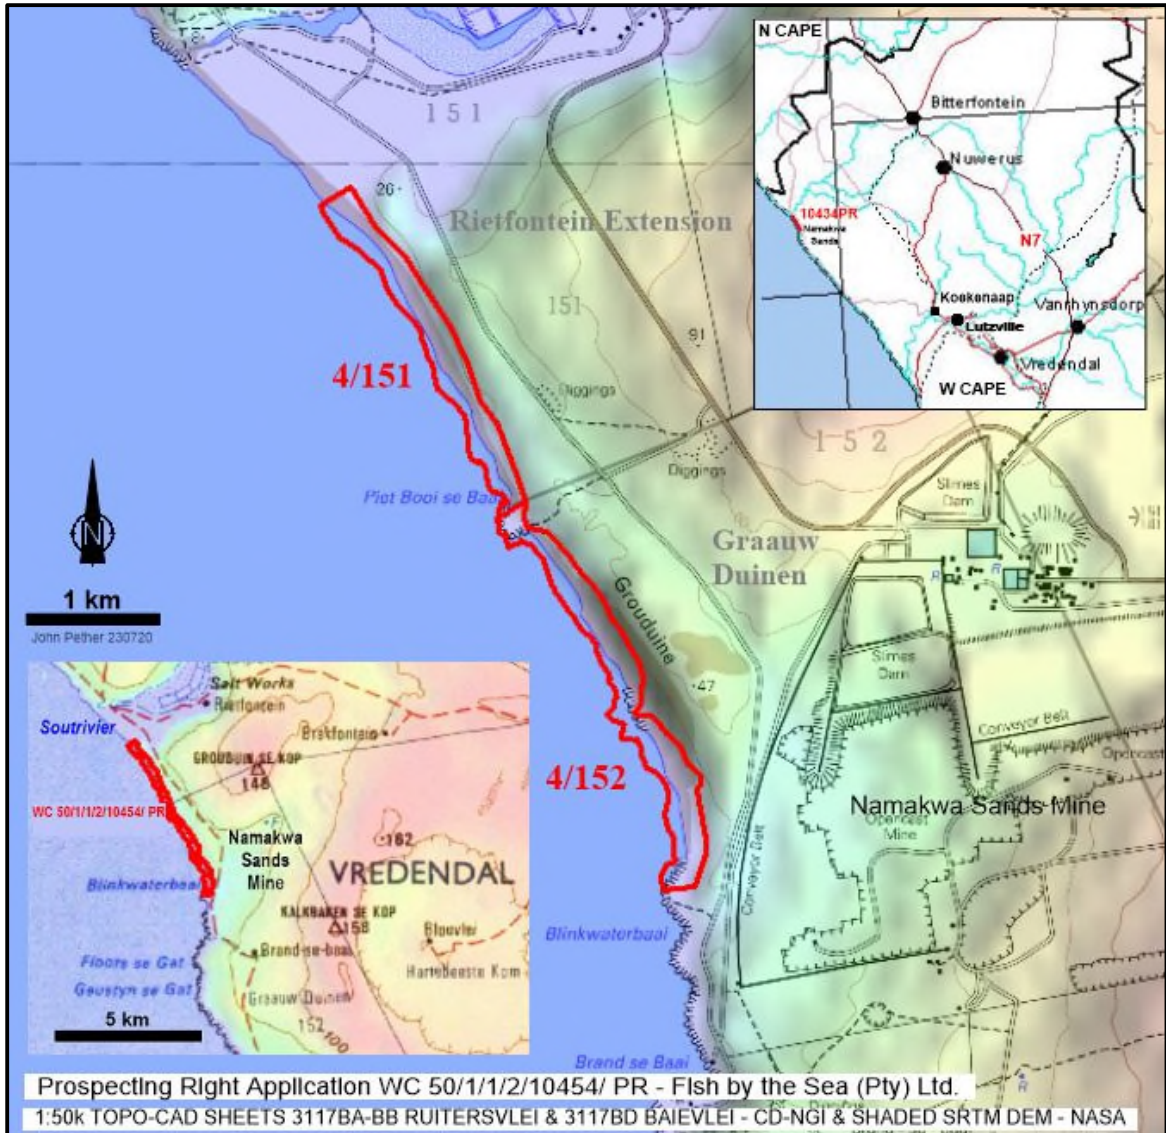 N CAPE
Bitterfontein
Nuwerus
10434PR
Namakwa
Sands
N7
Koekenaap
Lutzville
Vanrhynsdorp
Vredendal
W CAPE
151
26
Rietfontein Extension
151
91
4/151
Diggings
152
Diggings
Piet Booi se Baai
Slimes
Dam
Graauw
Duinen
R
R
N
1 km
John Pether 230720
Grouduine
47
Slimes
Dam
Conveyor Belt
Opencast
Namakwa Sands Mine
Opencast
Mine
4/152
Conveyor Belt
Blinkwaterbaai
Brand se Baai
R
Salt Works
Rietfontein
Soutrivier
Brakfontein
GROUDUIN SE KOP
148
WC 50/1/1/2/10454/ PR
Namakwa
Sands
Mine
162
VREDENDAL
Blinkwaterbaai
KALKBAKEN SE KOP
158
Blouvlei
Brand-se-baai
Hartebeeste Kom
Floors se Gat
Geustyn se Gat
Graauw Duinen
152
100
5 km
Prospecting Right Application WC 50/1/1/2/10454/ PR - Fish by the Sea (Pty) Ltd.
1:50k TOPO-CAD SHEETS 3117BA-BB RUITERSVLEI & 3117BD BAIEVLEI - CD-NGI & SHADED SRTM DEM - NASA